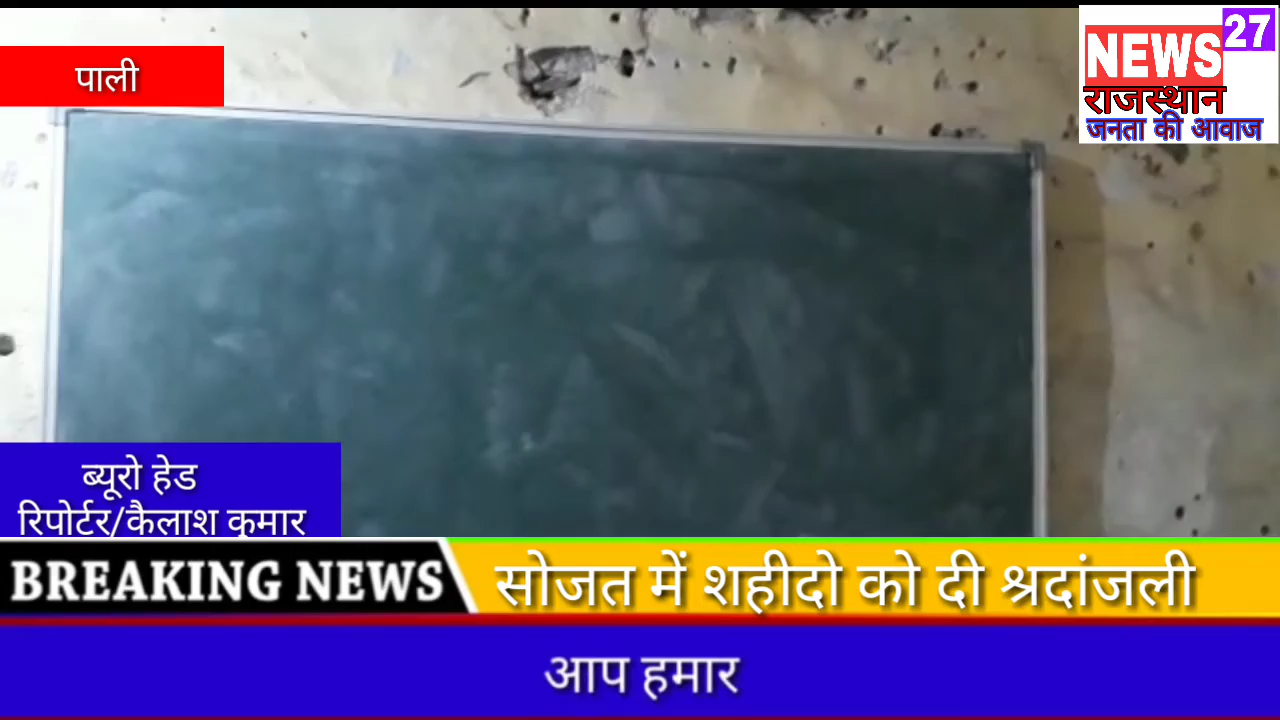 पाली
27
NEWS
राजस्थान
जनता की आवाज
ब्यूरो हेड
रिपोर्टर/कैलाश कुमार
BREAKING NEWS
सोजत में शहीदो को दी श्रदांजली
आप हमार